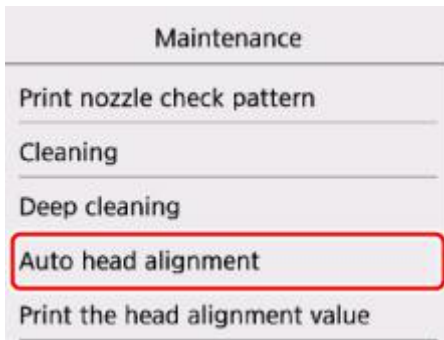 Maintenance
Print nozzle check pattern
Cleaning
Deep cleaning
Auto head alignment
Print the head alignment value